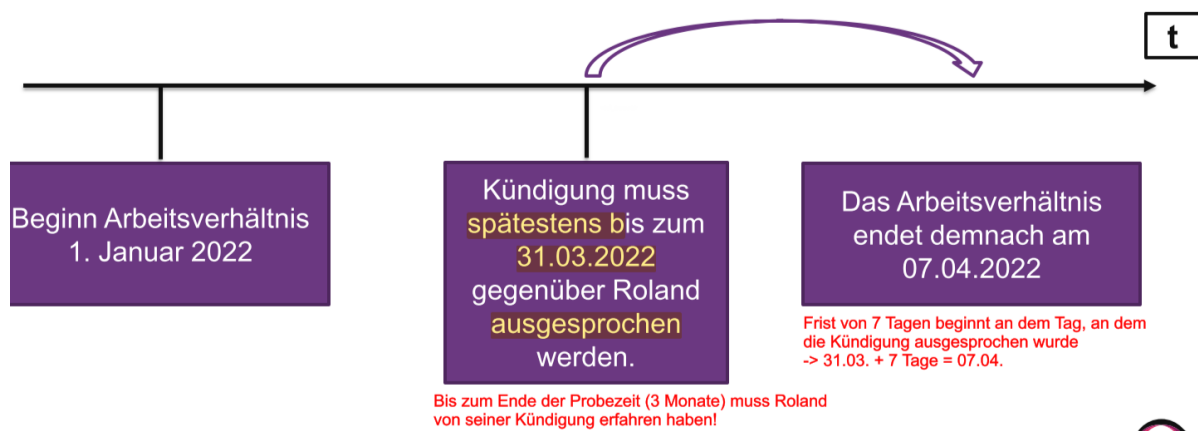 t
Beginn Arbeitsverhältnis
1. Januar 2022
Kündigung muss
spätestens bis zum
31.03.2022
gegenüber Roland
ausgesprochen
werden.
Das Arbeitsverhältnis
endet demnach am
07.04.2022
Frist von 7 Tagen beginnt an dem Tag, an dem
die Kündigung ausgesprochen wurde
-> 31.03. + 7 Tage = 07.04.
Bis zum Ende der Probezeit (3 Monate) muss Roland
von seiner Kündigung erfahren haben!